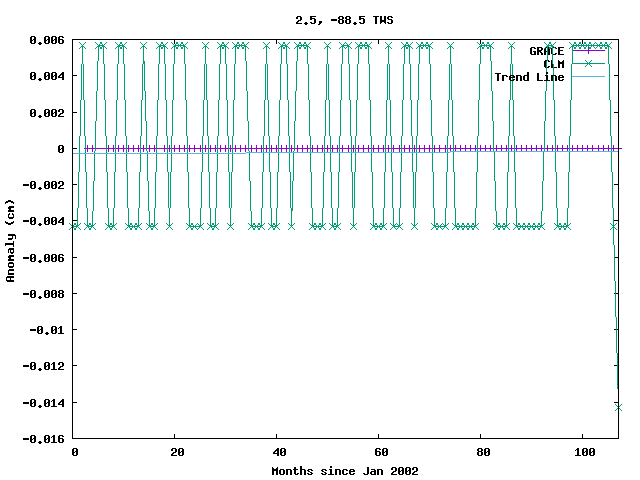 2.5, -88.5 TWS
0.006
0.004
0.002
0
-0.002
-0.004
-0.006
-0.008
-0.01
-0.012
-0.014
-0.016
Anomaly (cm)
GRACE
CLM
Trend Line
0 20 40 60 80 100
Months since Jan 2002